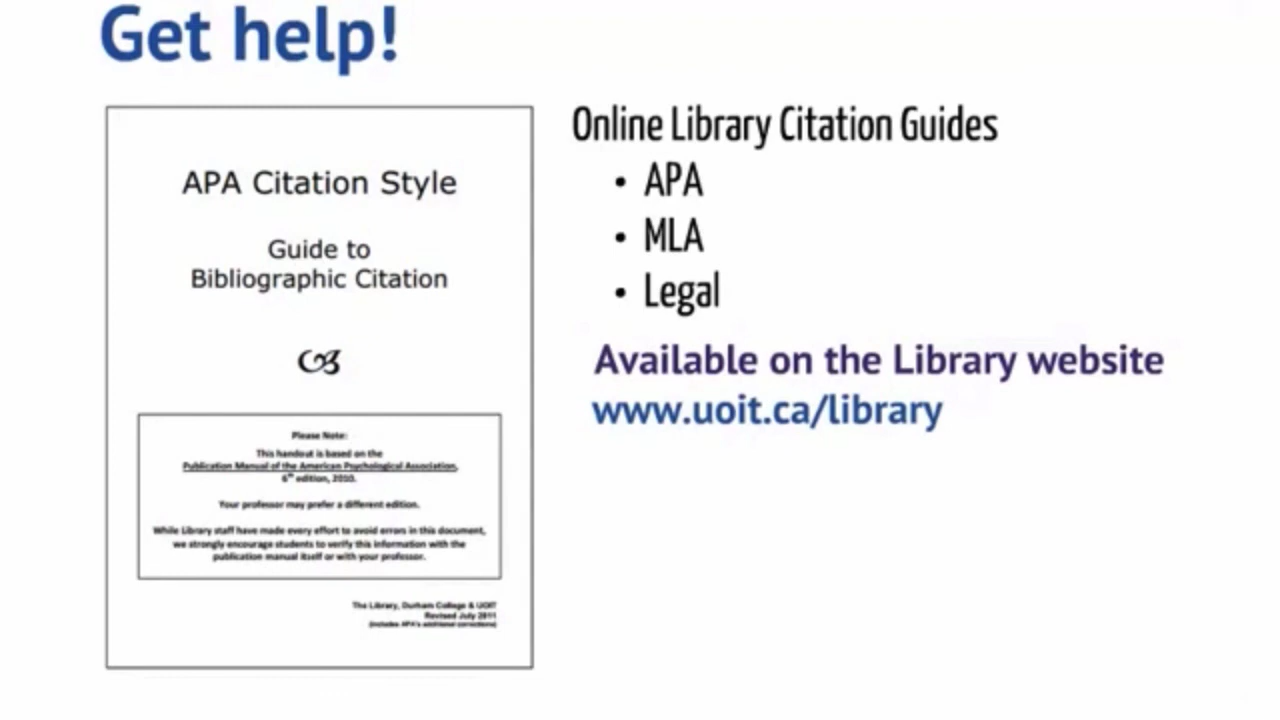 Get help!
APA Citation Style
Guide to
Bibliographic Citation
Please Note:
This handout is based on the
Publication Manual of the American Psychological Association,
6th edition, 2010.
Your professor may prefer a different edition.
While Library staff have made every effort to avoid errors in this document,
we strongly encourage students to verify this information with the
publication manual itself or with your professor.
The Library, Durham College & UOIT
Revised July 2011
(includes APA's additional corrections)
Online Library Citation Guides
• APA
• MLA
• Legal
Available on the Library website
www.uoit.ca/library